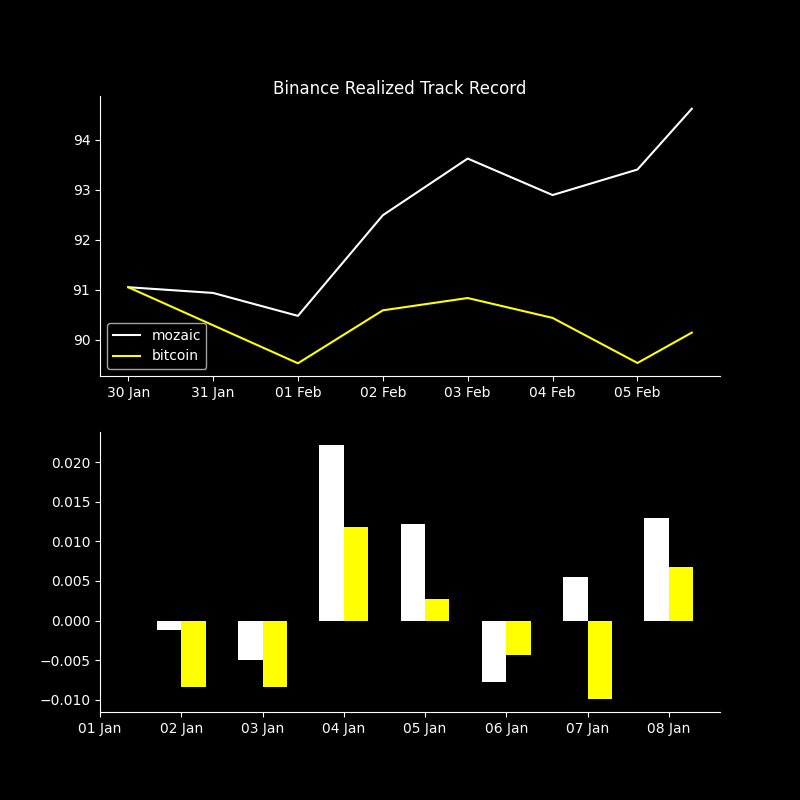 Binance Realized Track Record
94
93
92
91
90
mozaic
bitcoin
30 Jan 31 Jan 01 Feb 02 Feb 03 Feb 04 Feb 05 Feb
0.020
0.015
0.010
0.005
0.000
−0.005
−0.010
01 Jan 02 Jan 03 Jan 04 Jan 05 Jan 06 Jan 07 Jan 08 Jan